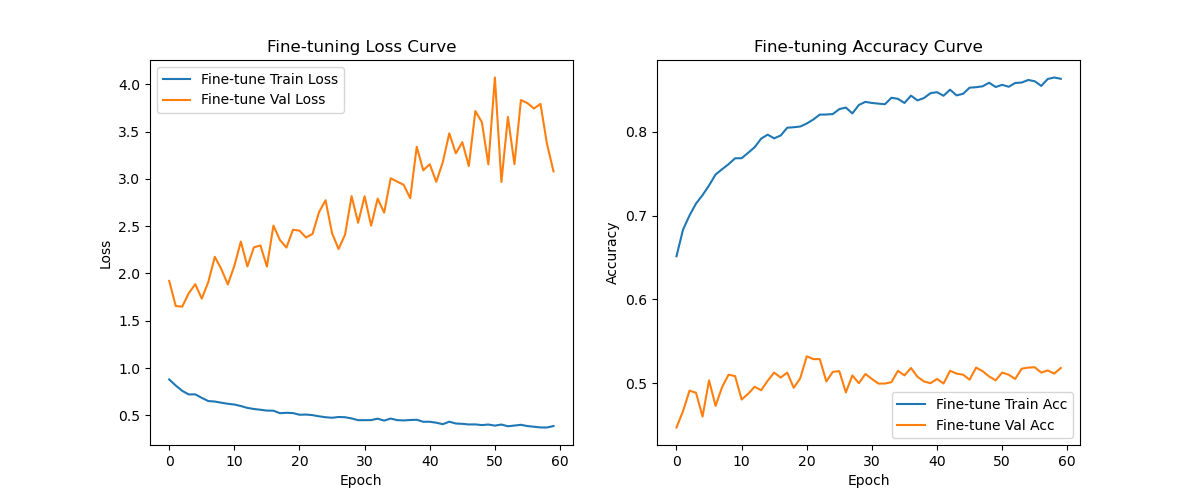 Fine-tuning Loss Curve
Fine-tune Train Loss
Fine-tune Val Loss
4.0
3.5
3.0
2.5
2.0
1.5
1.0
0.5
Loss
0 10 20 30 40 50 60
Epoch
Fine-tuning Accuracy Curve
0.8
0.7
0.6
0.5
Accuracy
Fine-tune Train Acc
Fine-tune Val Acc
0 10 20 30 40 50 60
Epoch